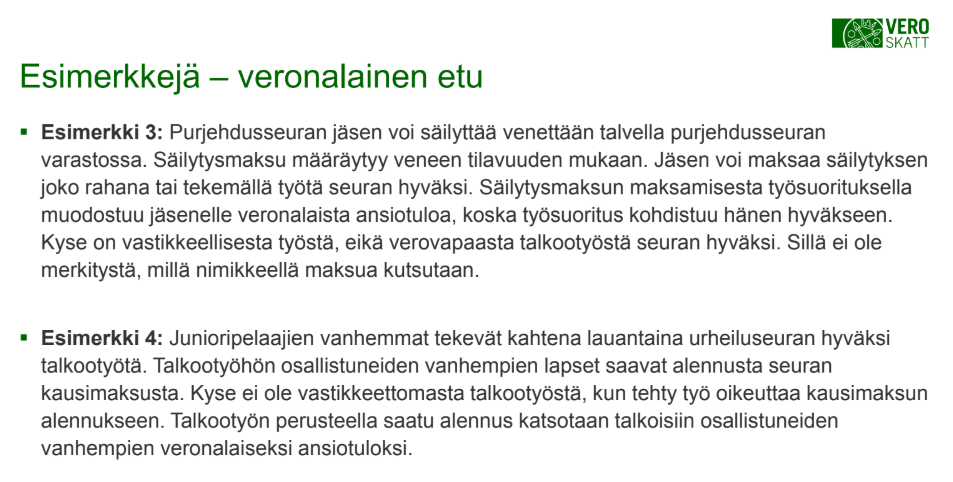 VERO
SKATT
Esimerkkejä – veronalainen etu
▪ Esimerkki 3: Purjehdusseuran jäsen voi säilyttää venettään talvella purjehdusseuran
varastossa. Säilytysmaksu määräytyy veneen tilavuuden mukaan. Jäsen voi maksaa säilytyksen
joko rahana tai tekemällä työtä seuran hyväksi. Säilytysmaksun maksamisesta työsuorituksella
muodostuu jäsenelle veronalaista ansiotuloa, koska työsuoritus kohdistuu hänen hyväkseen.
Kyse on vastikkeellisesta työstä, eikä verovapaasta talkootyöstä seuran hyväksi. Sillä ei ole
merkitystä, millä nimikkeellä maksua kutsutaan.
▪ Esimerkki 4: Junioripelaajien vanhemmat tekevät kahtena lauantaina urheiluseuran hyväksi
talkootyötä. Talkootyöhön osallistuneiden vanhempien lapset saavat alennusta seuran
kausimaksusta. Kyse ei ole vastikkeettomasta talkootyöstä, kun tehty työ oikeuttaa kausimaksun
alennukseen. Talkootyön perusteella saatu alennus katsotaan talkoisiin osallistuneiden
vanhempien veronalaiseksi ansiotuloksi.